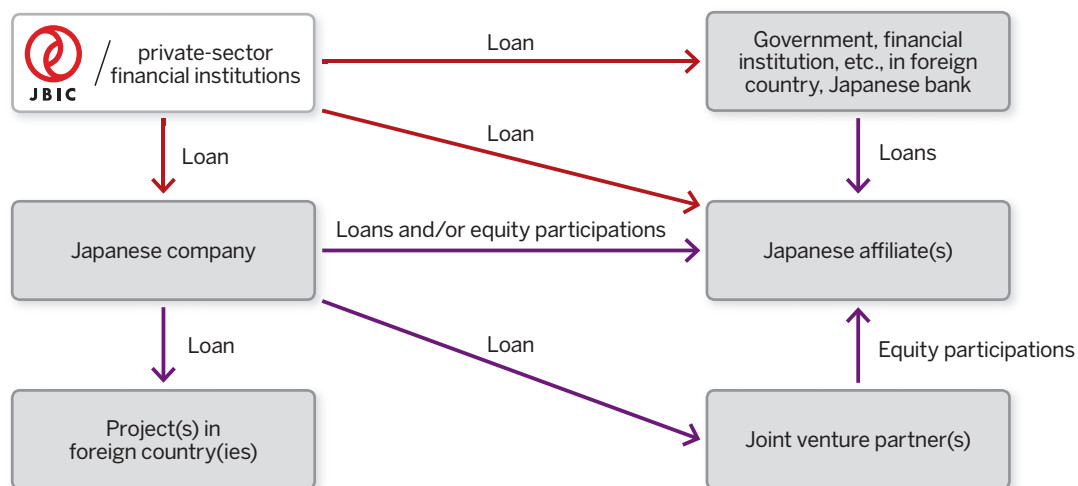 JBIC
/
private-sector
financial institutions
Loan
Government, financial
institution, etc., in foreign
country, Japanese bank
Loan
Loan
Loans
Japanese company
Loans and/or equity participations
Japanese affiliate(s)
Loan
Loan
Equity participations
Project(s) in
foreign country(ies)
Joint venture partner(s)